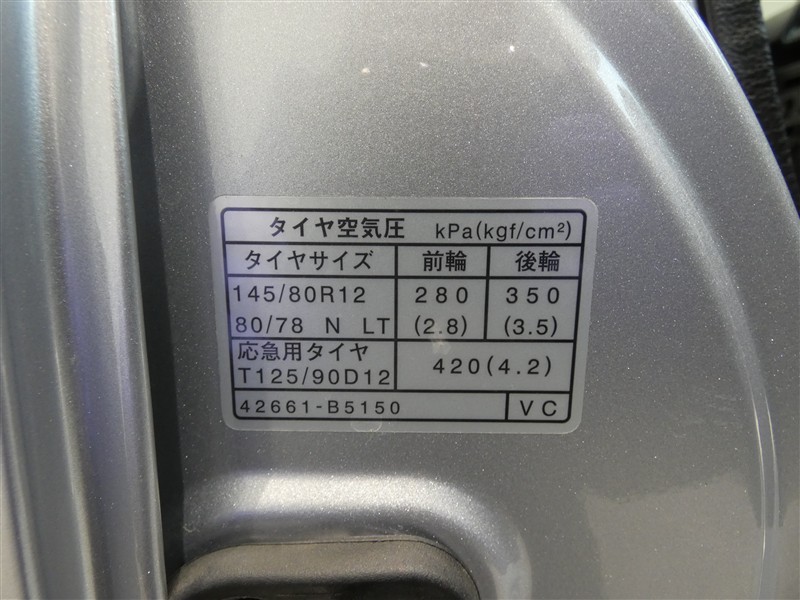 タイヤ空気圧 kPa(kgf/cm²)
タイヤサイズ 前輪 後輪
145/80R12 280 350
80/78 N LT (2.8) (3.5)
応急用タイヤ
T125/90D12 420(4.2)
42661-B5150 VC